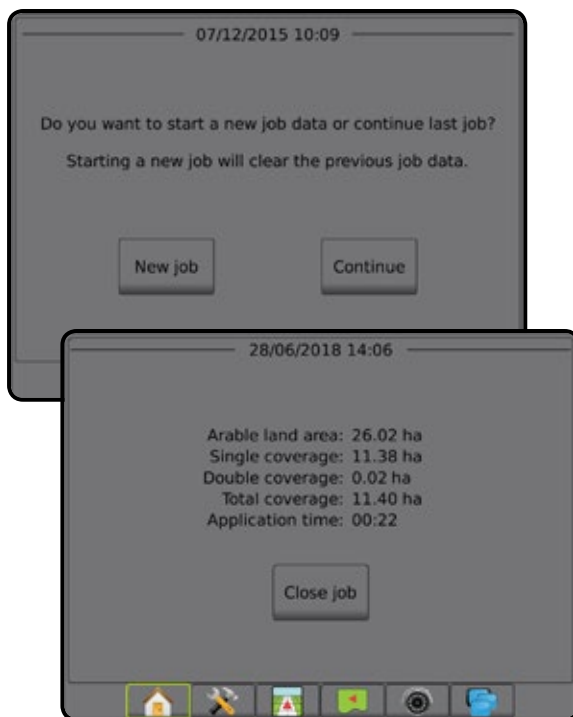 07/12/2015 10:09
Do you want to start a new job data or continue last job?
Starting a new job will clear the previous job data.
New job Continue
28/06/2018 14:06
Arable land area: 26.02 ha
Single coverage: 11.38 ha
Double coverage: 0.02 ha
Total coverage: 11.40 ha
Application time: 00:22
Close job